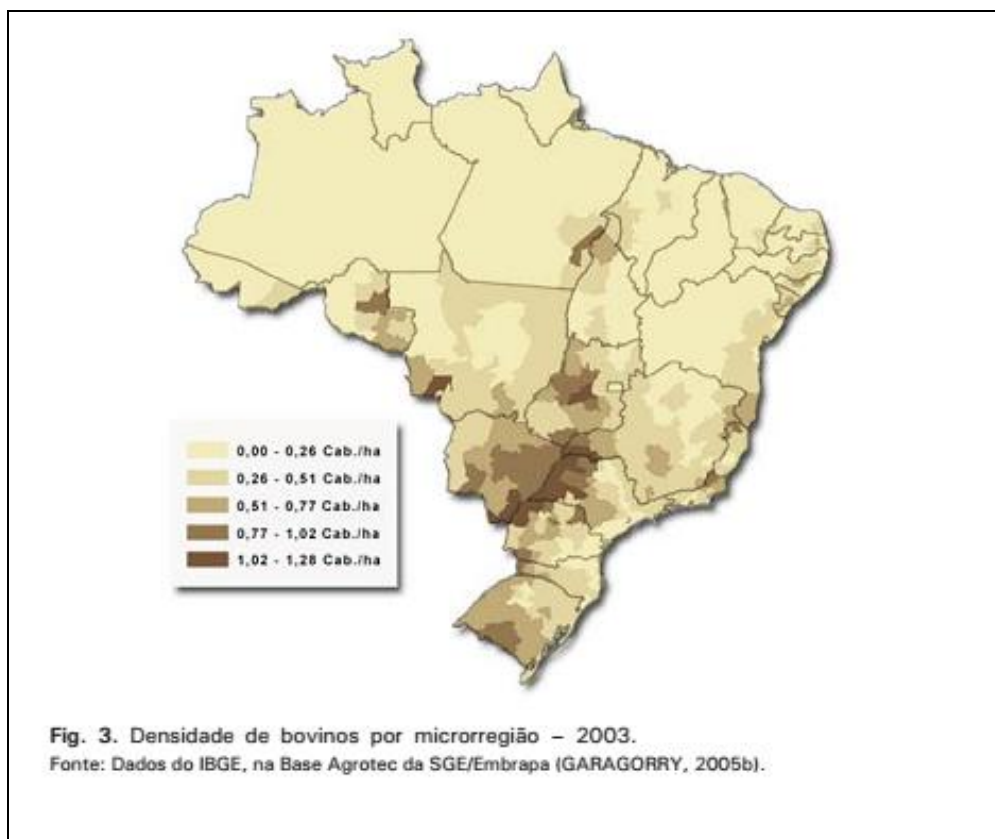 0,00 - 0,26 Cab./ha
0,26 - 0,51 Cab./ha
0,51 - 0,77 Cab./ha
0,77 - 1,02 Cab./ha
1,02 - 1,28 Cab./ha
Fig. 3. Densidade de bovinos por microrregião – 2003.
Fonte: Dados do IBGE, na Base Agrotec da SGE/Embrapa (GARAGORRY, 2005b).